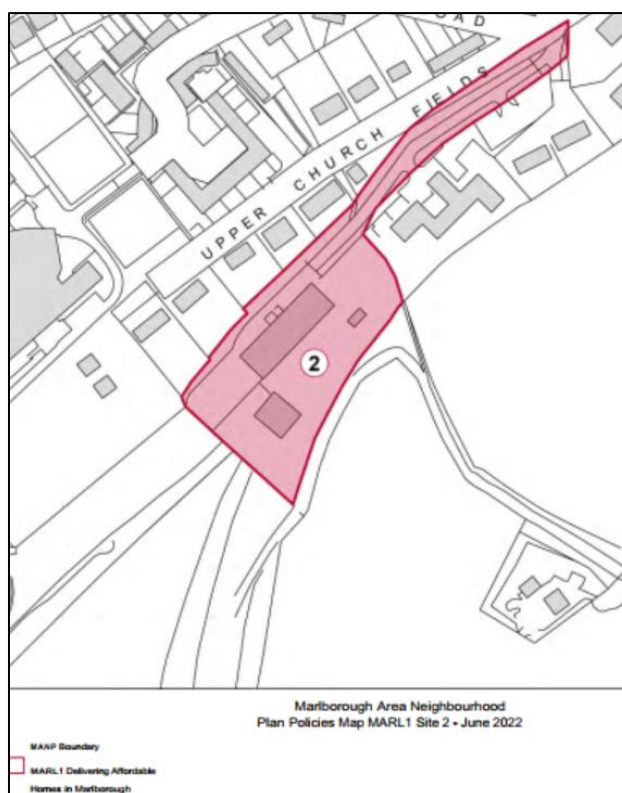 OAD
UPPER CHURCH FIELDS
2
Marlborough Area Neighbourhood
Plan Policies Map MARL1 Site 2 - June 2022
MANP Boundary
MARL1 Delivering Affordable
Homes in Marlborough